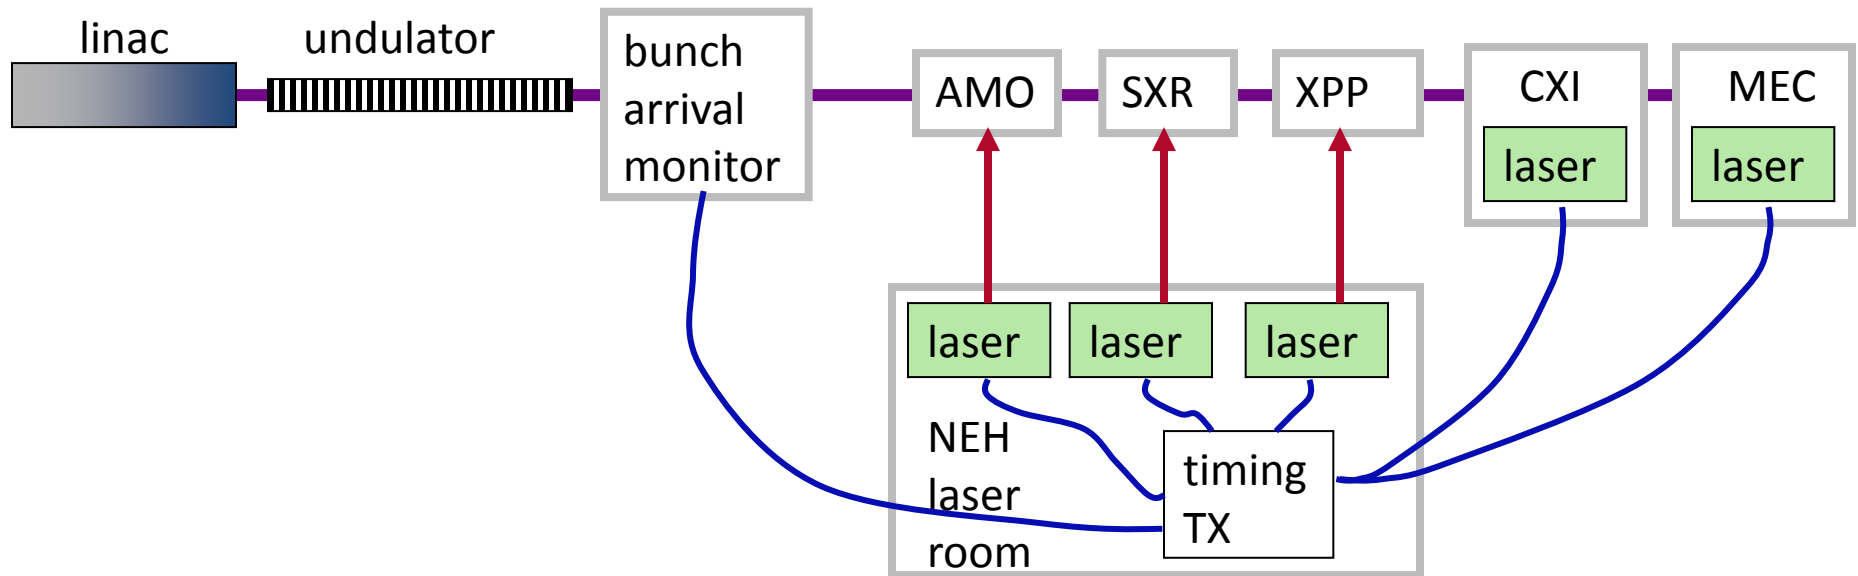 linac
undulator
bunch
arrival
monitor
AMO
SXR
XPP
CXI
laser
MEC
laser
laser
laser
laser
NEH
laser
room
timing
TX